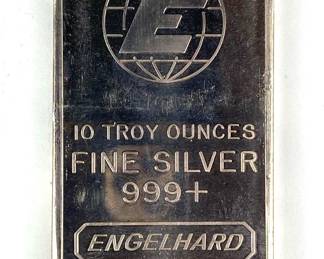 E
10 TROY OUNCES
FINE SILVER
999+
ENGELHARD